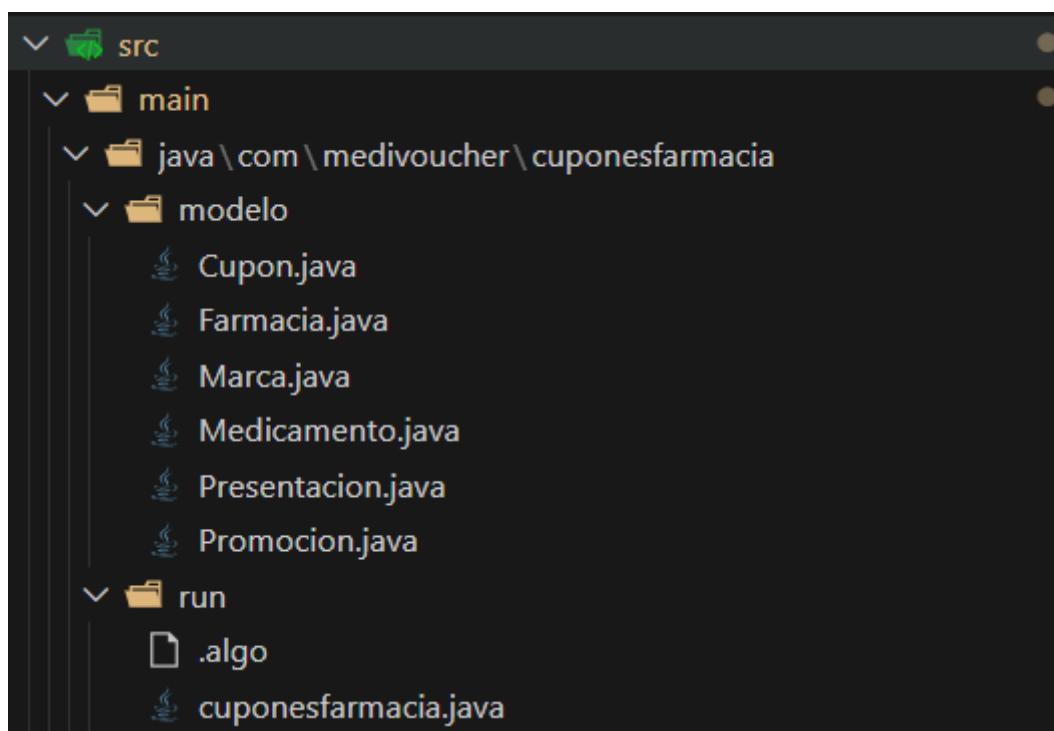 src
main
java\com\medivoucher\cuponesfarmacia
modelo
Cupon.java
Farmacia.java
Marca.java
Medicamento.java
Presentacion.java
Promocion.java
run
.algo
cuponesfarmacia.java